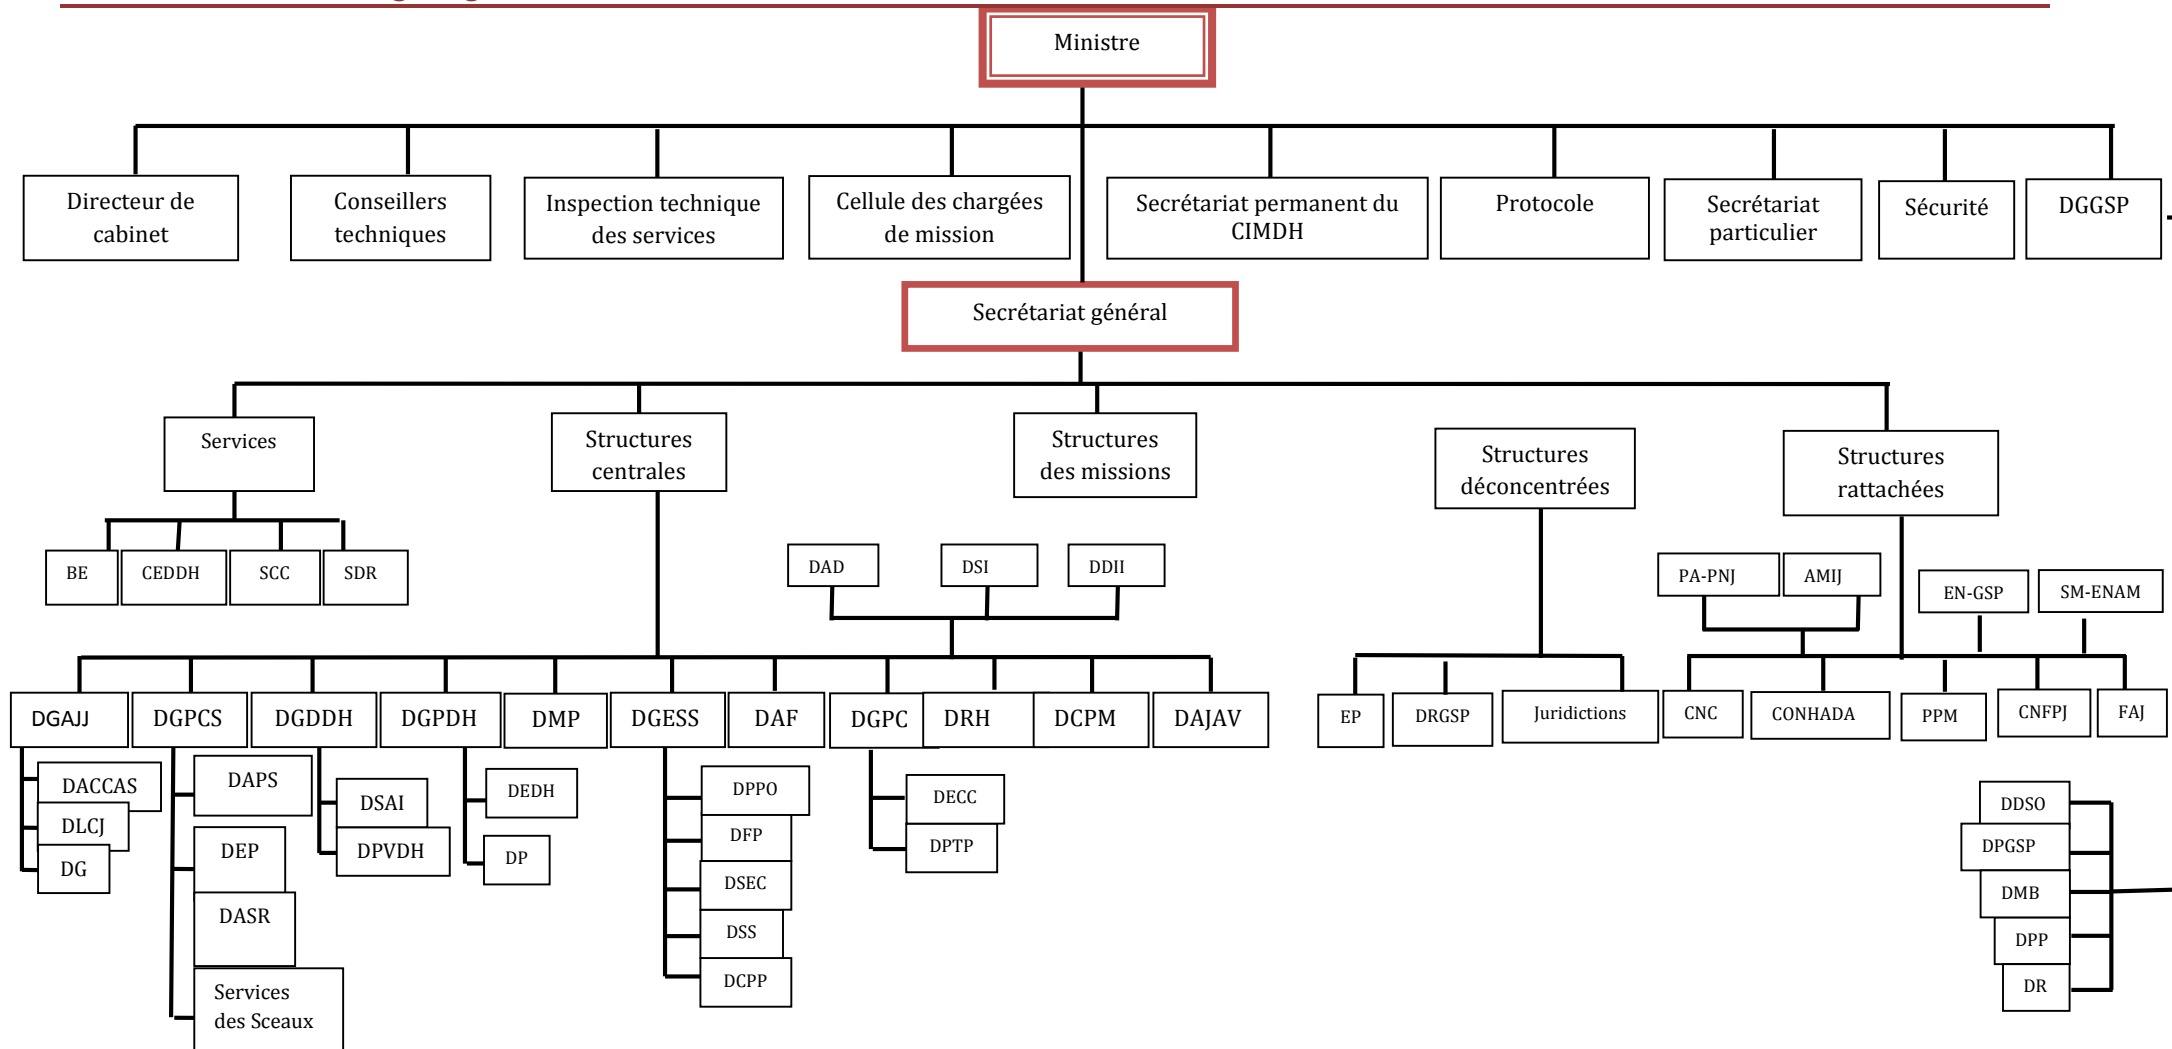 Ministre
Directeur de
cabinet
Conseillers
techniques
Inspection technique
des services
Cellule des chargées
de mission
Secrétariat permanent du
CIMDH
Protocole
Secrétariat
particulier
Sécurité
DGGSP
Secrétariat général
Services
Structures
centrales
Structures
des missions
Structures
déconcentrées
Structures
rattachées
BE
CEDDH
SCC
SDR
DAD
DSI
DDII
PA-PNJ
AMIJ
EN-GSP
SM-ENAM
DGAJJ
DGPCS
DGDDH
DGPDH
DMP
DGESS
DAF
DGPC
DRH
DCPM
DAJAV
EP
DRGSP
Juridictions
CNC
CONHADA
PPM
CNFPJ
FAJ
DACCAS
DLCJ
DG
DAPS
DEP
DASR
Services
des Sceaux
DSAI
DPVDH
DEDH
DP
DPPO
DFP
DSEC
DSS
DCPP
DECC
DPTP
DDSO
DPGSP
DMB
DPP
DR